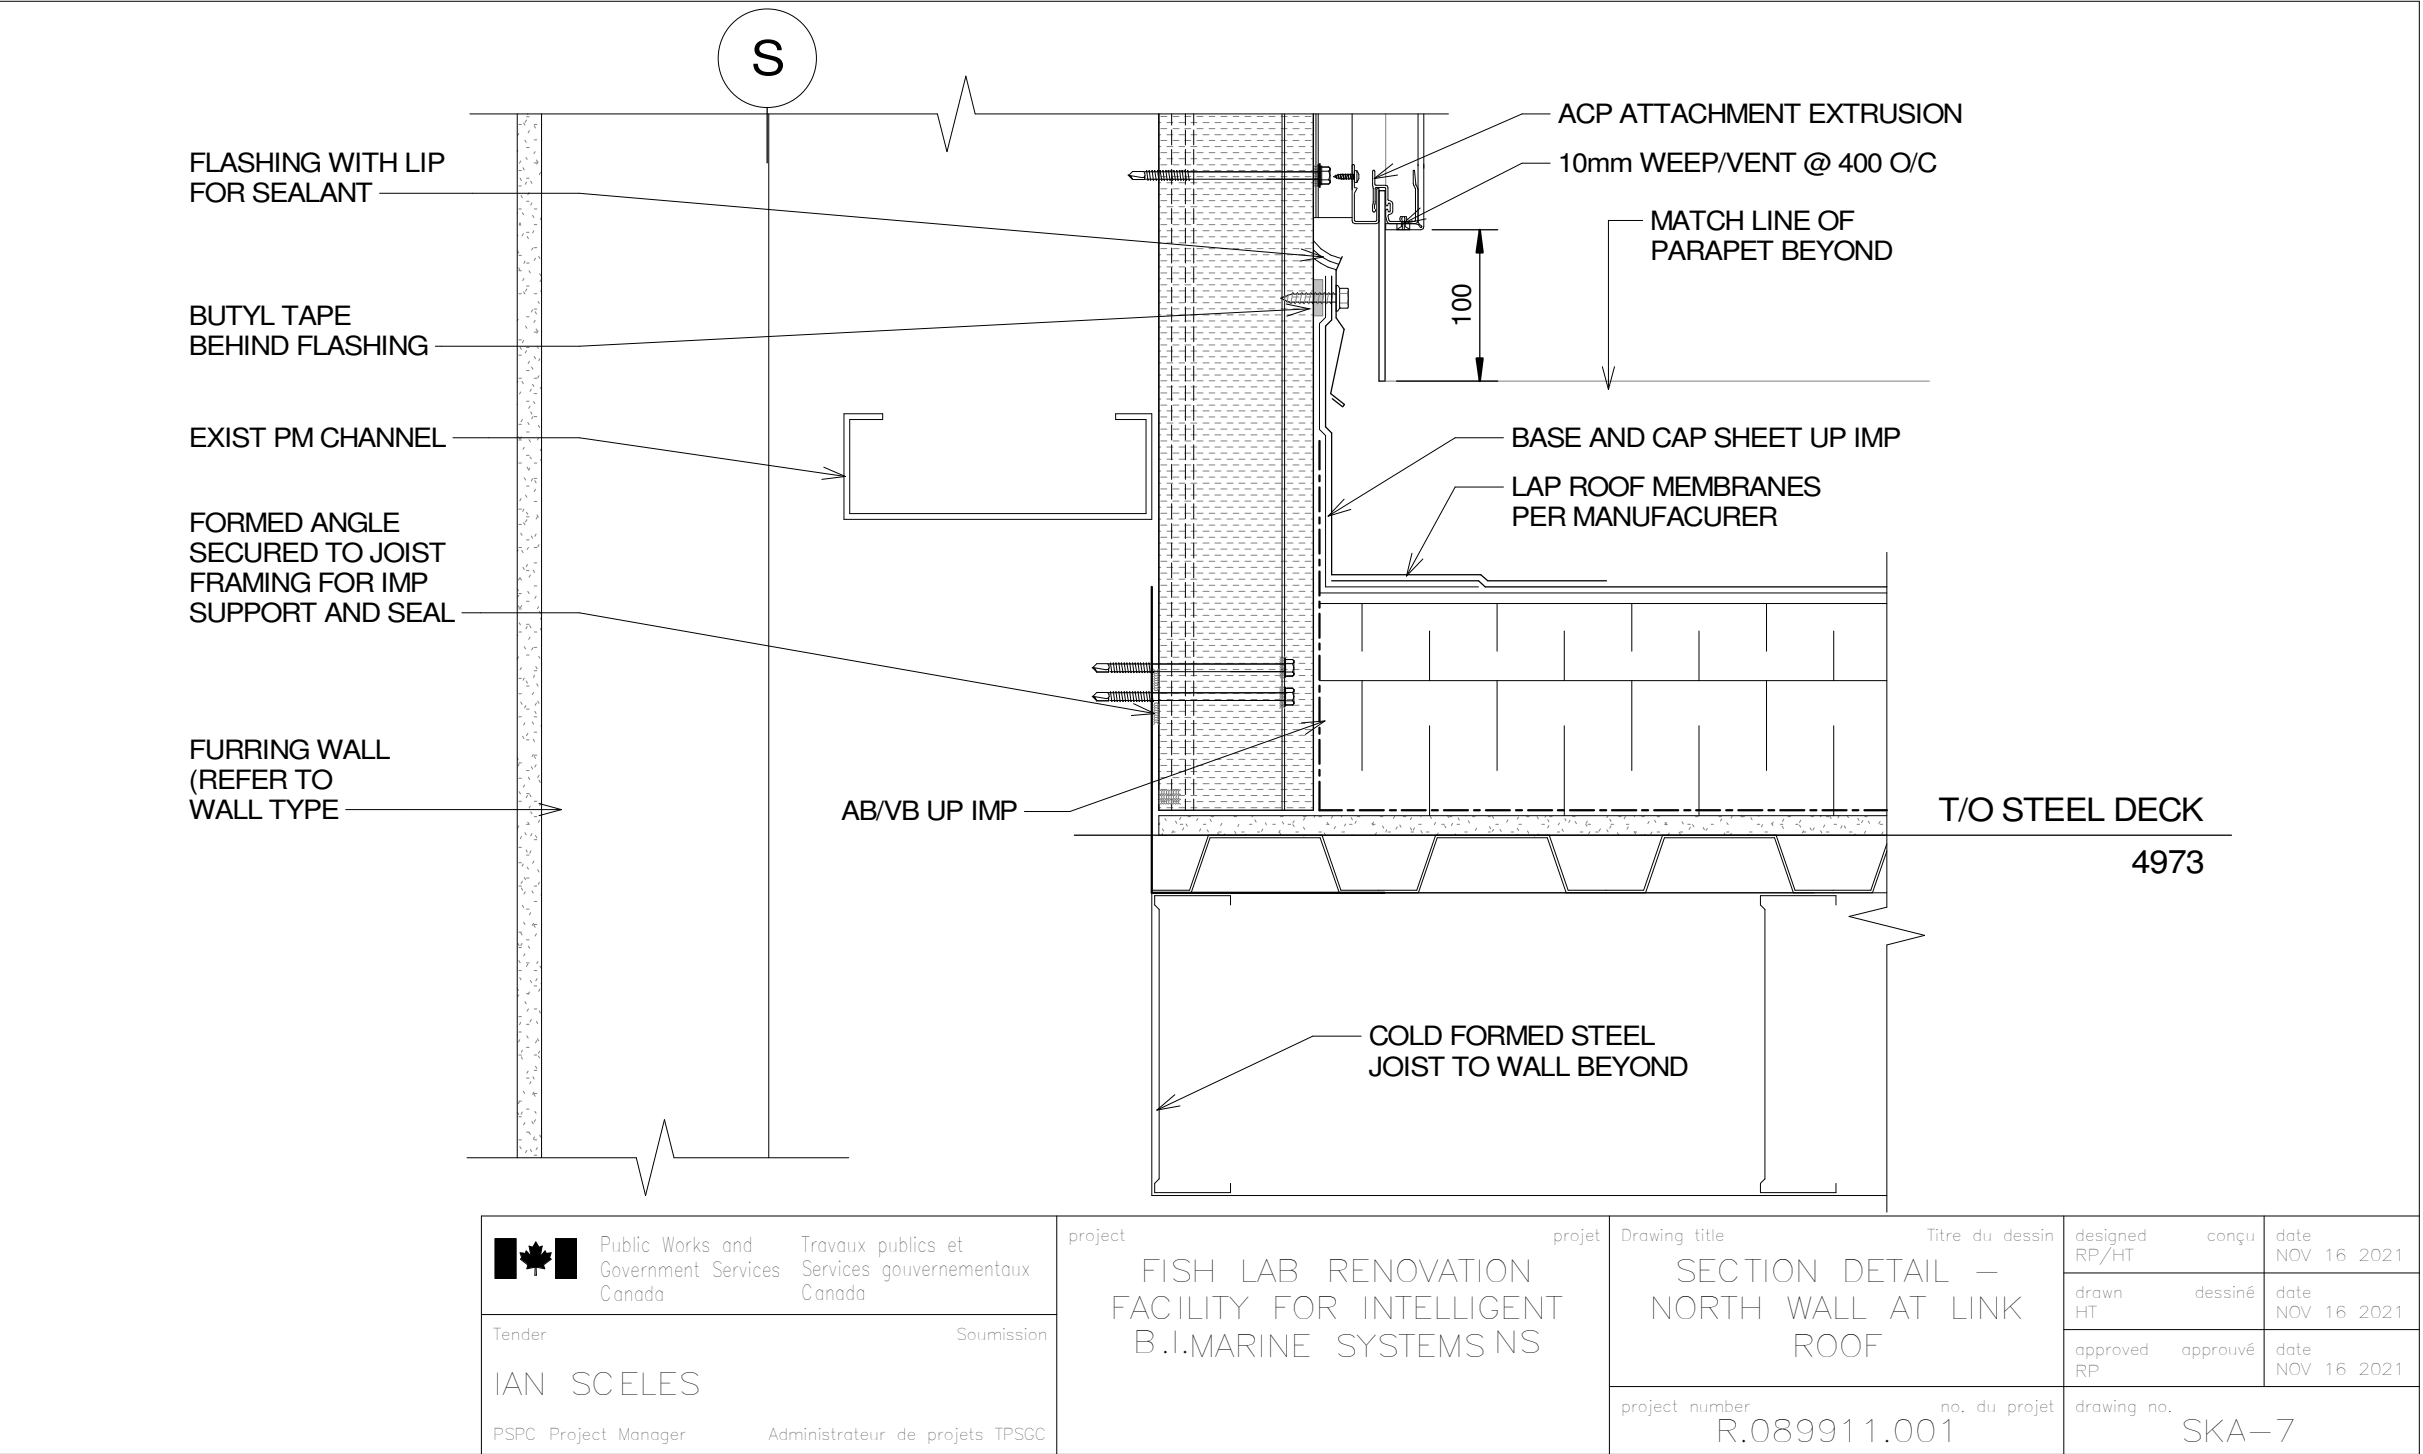 S
FLASHING WITH LIP
FOR SEALANT
BUTYL TAPE
BEHIND FLASHING
EXIST PM CHANNEL
FORMED ANGLE
SECURED TO JOIST
FRAMING FOR IMP
SUPPORT AND SEAL
FURRING WALL
(REFER TO
WALL TYPE
ACP ATTACHMENT EXTRUSION
10mm WEEP/VENT @ 400 O/C
MATCH LINE OF
PARAPET BEYOND
100
BASE AND CAP SHEET UP IMP
LAP ROOF MEMBRANES
PER MANUFACURER
AB/VB UP IMP
T/O STEEL DECK
4973
COLD FORMED STEEL
JOIST TO WALL BEYOND
Public Works and
Government Services
Canada
Travaux publics et
Services gouvernementaux
Canada
Tender Soumission
IAN SCELES
PSPC Project Manager Administrateur de projets TPSGC
project projet
FISH LAB RENOVATION
FACILITY FOR INTELLIGENT
B.I.MARINE SYSTEMS NS
Drawing title Titre du dessin
SECTION DETAIL –
NORTH WALL AT LINK
ROOF
project number no. du projet
R.089911.001
designed conçu
RP/HT
date
NOV 16 2021
drawn dessiné
HT
date
NOV 16 2021
approved approuvé
RP
date
NOV 16 2021
drawing no.
SKA–7